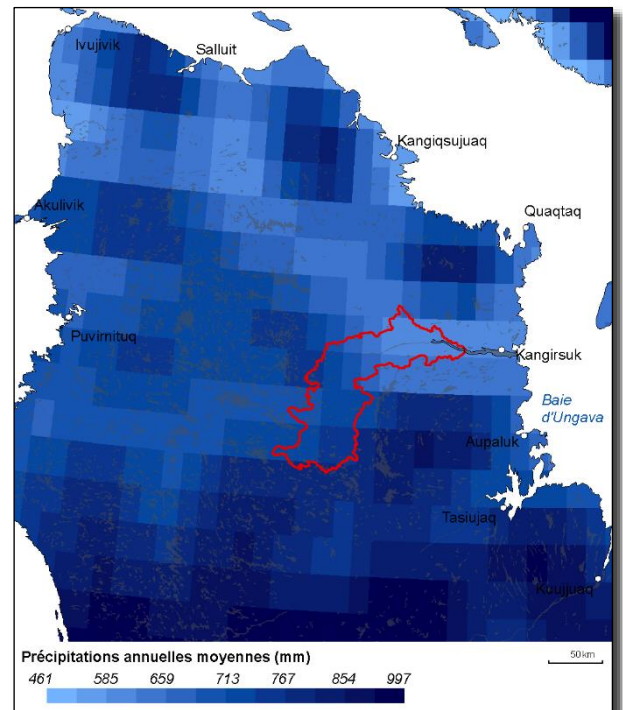 Ivujivik
Salluit
Kangiqsujuaq
Quaqtaq
Akulivik
Puvirnituq
Kangirsuk
Baie
d'Ungava
Aupaluk
Tasiujaq
Kuujjuaq
Précipitations annuelles moyennes (mm)
461 585 659 713 767 854 997
50 km